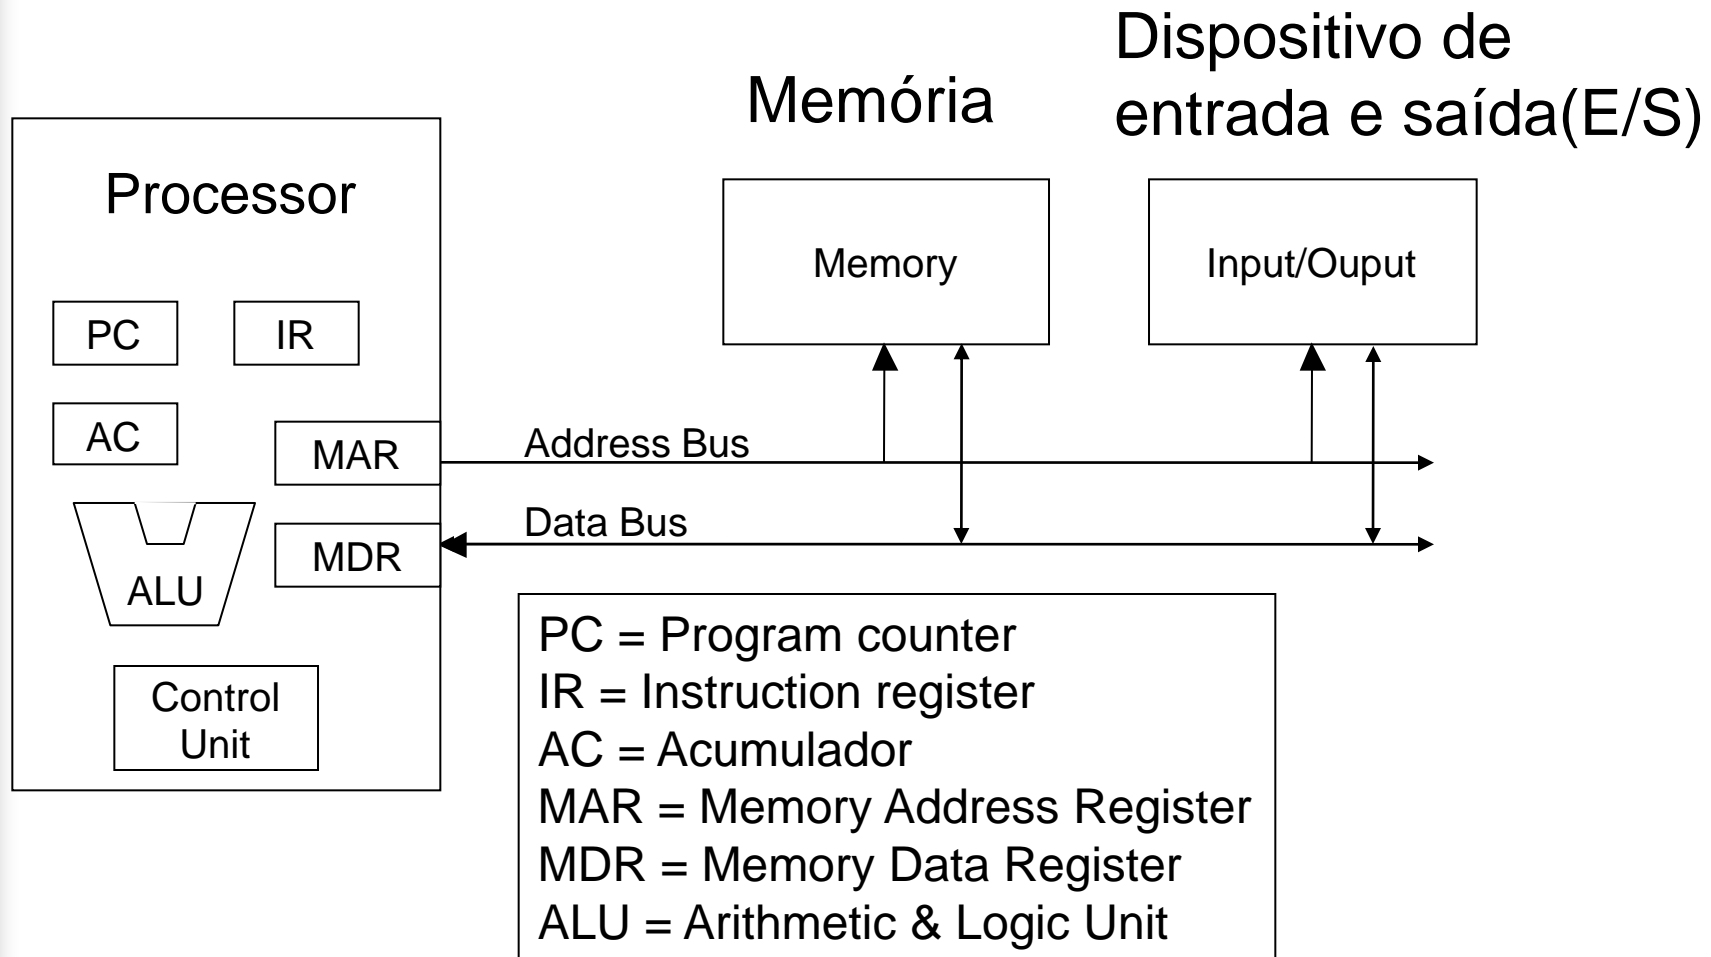 Dispositivo de
entrada e saída(E/S)
Memória
Processor
Memory
Input/Ouput
PC
IR
AC
MAR
Address Bus
Data Bus
MDR
ALU
Control
Unit
PC = Program counter
IR = Instruction register
AC = Acumulador
MAR = Memory Address Register
MDR = Memory Data Register
ALU = Arithmetic & Logic Unit